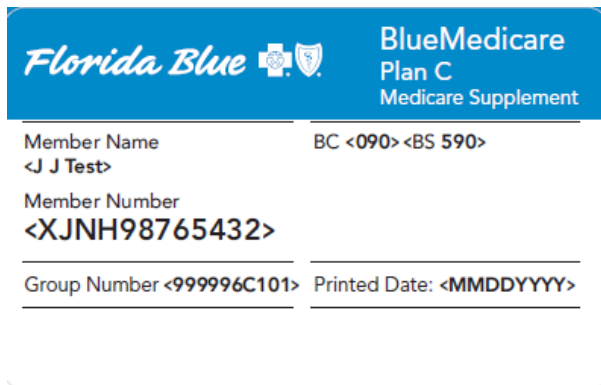 Florida Blue
BlueMedicare
Plan C
Medicare Supplement
Member Name
<J J Test>
BC <090> <BS 590>
Member Number
<XJNH98765432>
Group Number <999996C101>
Printed Date: <MMDDYYYY>